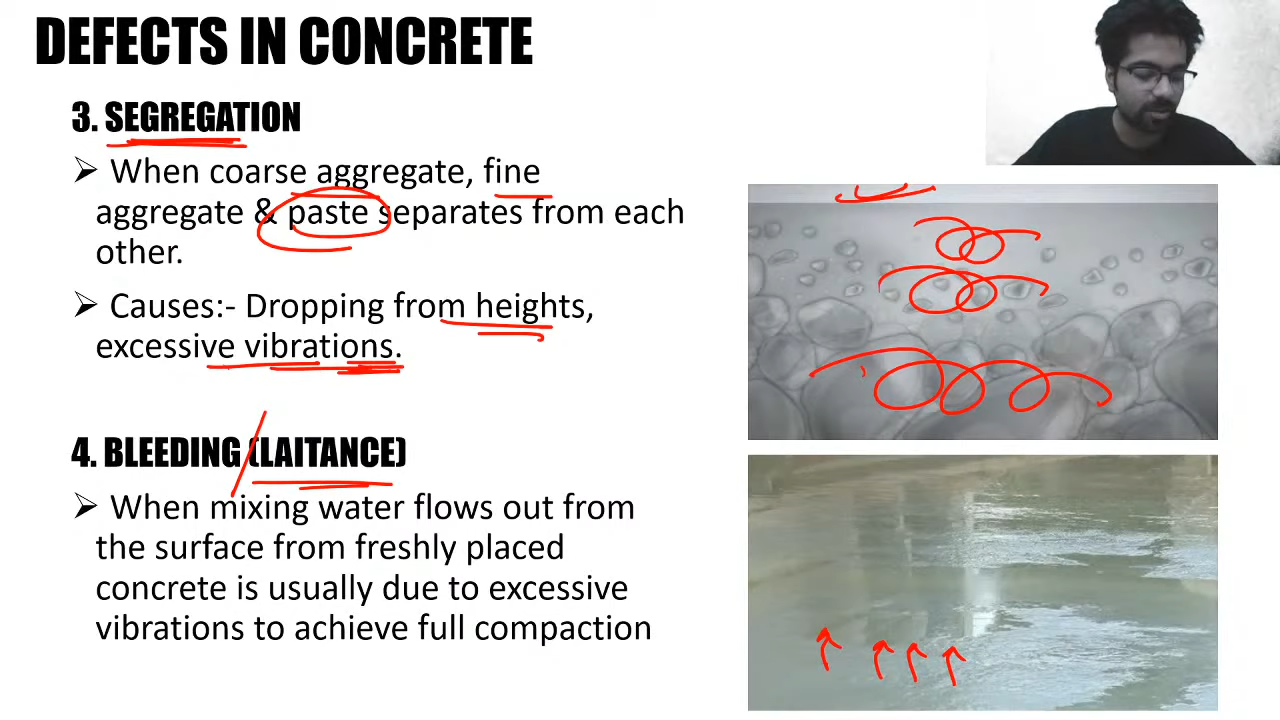 DEFECTS IN CONCRETE
3. SEGREGATION
➢ When coarse aggregate, fine
aggregate & paste separates from each
other.
➢ Causes:- Dropping from heights,
excessive vibrations.
4. BLEEDING (LAITANCE)
➢ When mixing water flows out from
the surface from freshly placed
concrete is usually due to excessive
vibrations to achieve full compaction